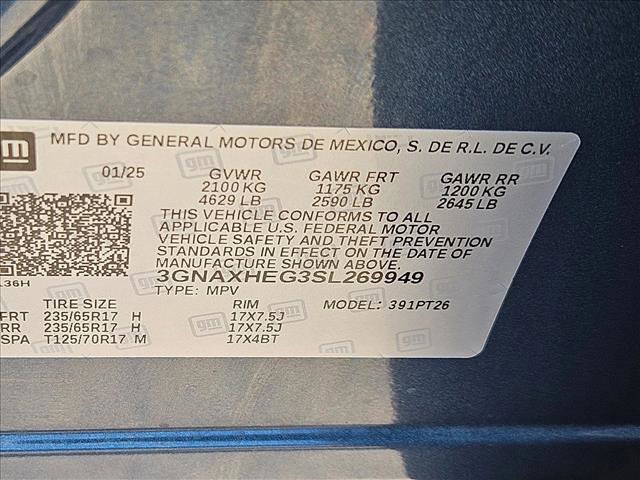 gm
MFD BY GENERAL MOTORS DE MEXICO, S. DE R.L. DE C.V.
01/25 GVWR GAWR FRT GAWR RR
2100 KG 1175 KG 1200 KG
4629 LB 2590 LB 2645 LB
THIS VEHICLE CONFORMS TO ALL
APPLICABLE U.S. FEDERAL MOTOR
VEHICLE SAFETY AND THEFT PREVENTION
STANDARDS IN EFFECT ON THE DATE OF
MANUFACTURE SHOWN ABOVE.
3GNAXHEG3SL269949
TYPE: MPV MODEL: 391PT26
TIRE SIZE RIM
FRT 235/65R17 H 17X7.5J
RR 235/65R17 H 17X7.5J
SPA T125/70R17 M 17X4BT